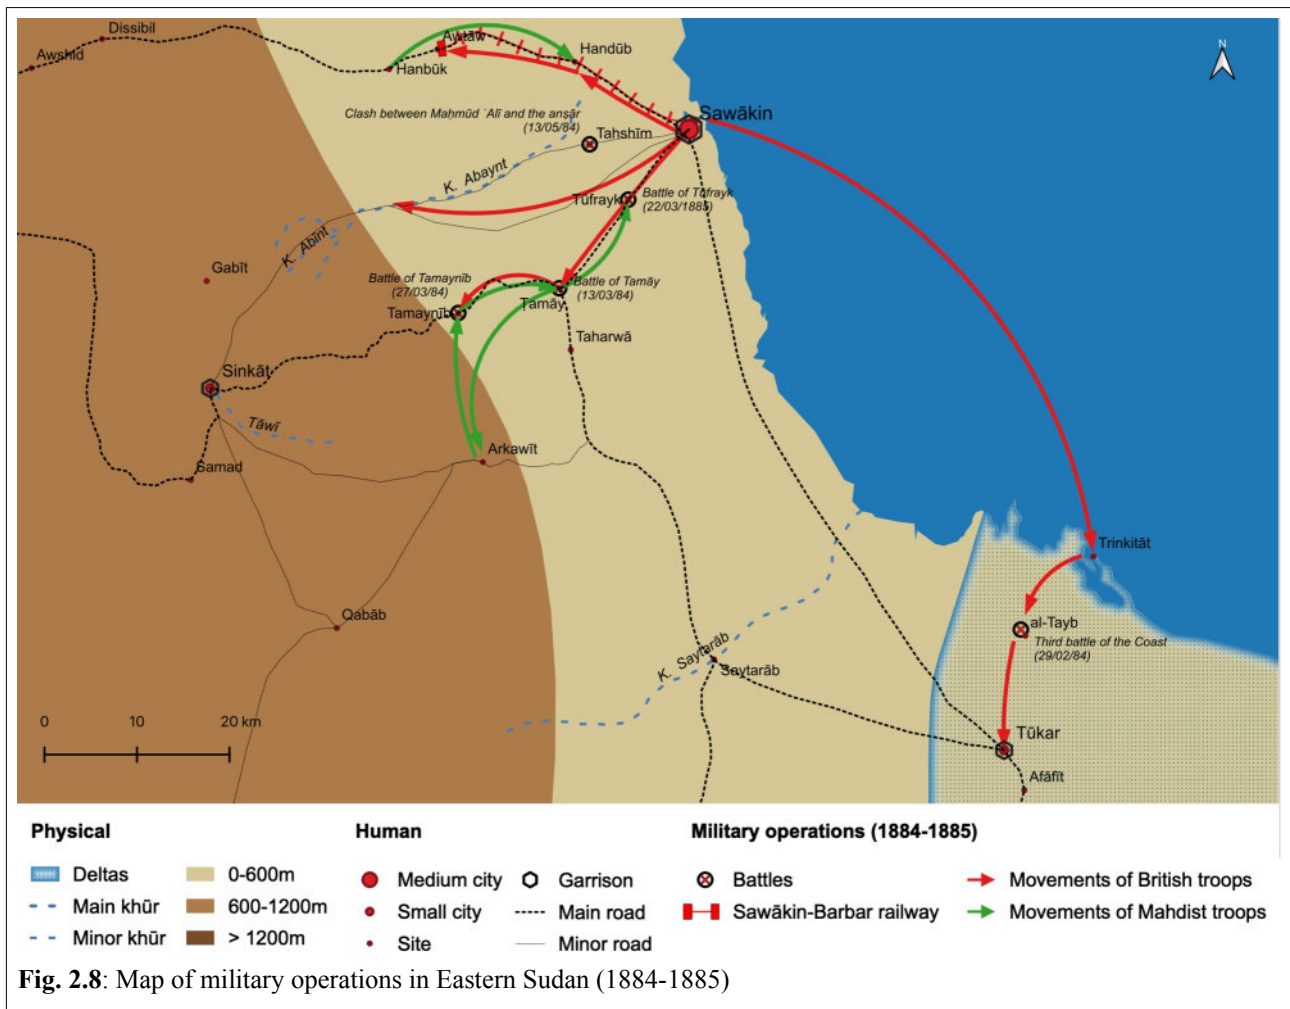 Dissibil
Awshid
Awtāw
Handūb
Hanbūk
N
Sawākin
Clash between Maḥmūd `Alī and the anṣār
(13/05/84)
Taḥshīm
K. Abaynt
Tūfrayk
Battle of Tūfrayk
(22/03/1885)
K. Abīnt
Gabīt
Battle of Tamaynīb
(27/03/84)
Battle of Tamāy
(13/03/84)
Tamāy
Tamaynīb
Taharwā
Sinkāt
Tāwī
Arkawīt
Samad
Trinkitāt
Qabāb
al-Tayb
Third battle of the Coast
(29/02/84)
K. Saytarāb
Saytarāb
0 10 20 km
Tūkar
Afāfīt
Physical
Deltas
Main khūr
Minor khūr
0-600m
600-1200m
> 1200m
Human
Medium city
Small city
Site
Garrison
Main road
Minor road
Military operations (1884-1885)
Battles
Sawākin-Barbar railway
Movements of British troops
Movements of Mahdist troops
Fig. 2.8: Map of military operations in Eastern Sudan (1884-1885)